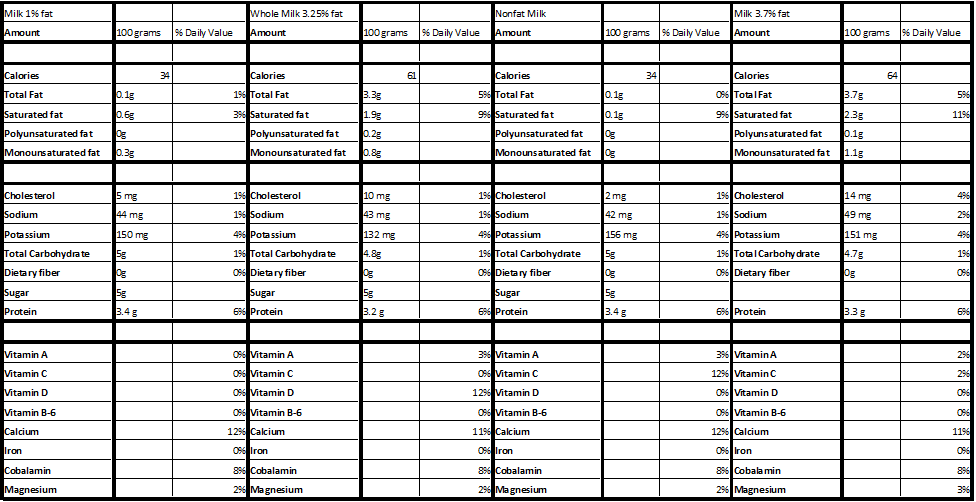 Milk 1% fat Whole Milk 3.25% fat Nonfat Milk Milk 3.7% fat
Amount 100 grams % Daily Value Amount 100 grams % Daily Value Amount 100 grams % Daily Value Amount 100 grams % Daily Value
Calories 34 Calories 61 Calories 34 Calories 64
Total Fat 0.1g 1% Total Fat 3.3g 5% Total Fat 0.1g 0% Total Fat 3.7g 5%
Saturated fat 0.6g 3% Saturated fat 1.9g 9% Saturated fat 0.1g 9% Saturated fat 2.3g 11%
Polyunsaturated fat 0g Polyunsaturated fat 0.2g Polyunsaturated fat 0g Polyunsaturated fat 0.1g
Monounsaturated fat 0.3g Monounsaturated fat 0.8g Monounsaturated fat 0g Monounsaturated fat 1.1g
Cholesterol 5 mg 1% Cholesterol 10 mg 1% Cholesterol 2 mg 1% Cholesterol 14 mg 4%
Sodium 44 mg 1% Sodium 43 mg 1% Sodium 42 mg 1% Sodium 49 mg 2%
Potassium 150 mg 4% Potassium 132 mg 4% Potassium 156 mg 4% Potassium 151 mg 4%
Total Carbohydrate 5g 1% Total Carbohydrate 4.8g 1% Total Carbohydrate 5g 1% Total Carbohydrate 4.7g 1%
Dietary fiber 0g 0% Dietary fiber 0g 0% Dietary fiber 0g 0% Dietary fiber 0g 0%
Sugar 5g Sugar 5g Sugar 5g
Protein 3.4 g 6% Protein 3.2 g 6% Protein 3.4 g 6% Protein 3.3 g 6%
Vitamin A 0% Vitamin A 3% Vitamin A 3% Vitamin A 2%
Vitamin C 0% Vitamin C 0% Vitamin C 12% Vitamin C 2%
Vitamin D 0% Vitamin D 12% Vitamin D 0% Vitamin D 0%
Vitamin B-6 0% Vitamin B-6 0% Vitamin B-6 0% Vitamin B-6 0%
Calcium 12% Calcium 11% Calcium 12% Calcium 11%
Iron 0% Iron 0% Iron 0% Iron 0%
Cobalamin 8% Cobalamin 8% Cobalamin 8% Cobalamin 8%
Magnesium 2% Magnesium 2% Magnesium 2% Magnesium 3%